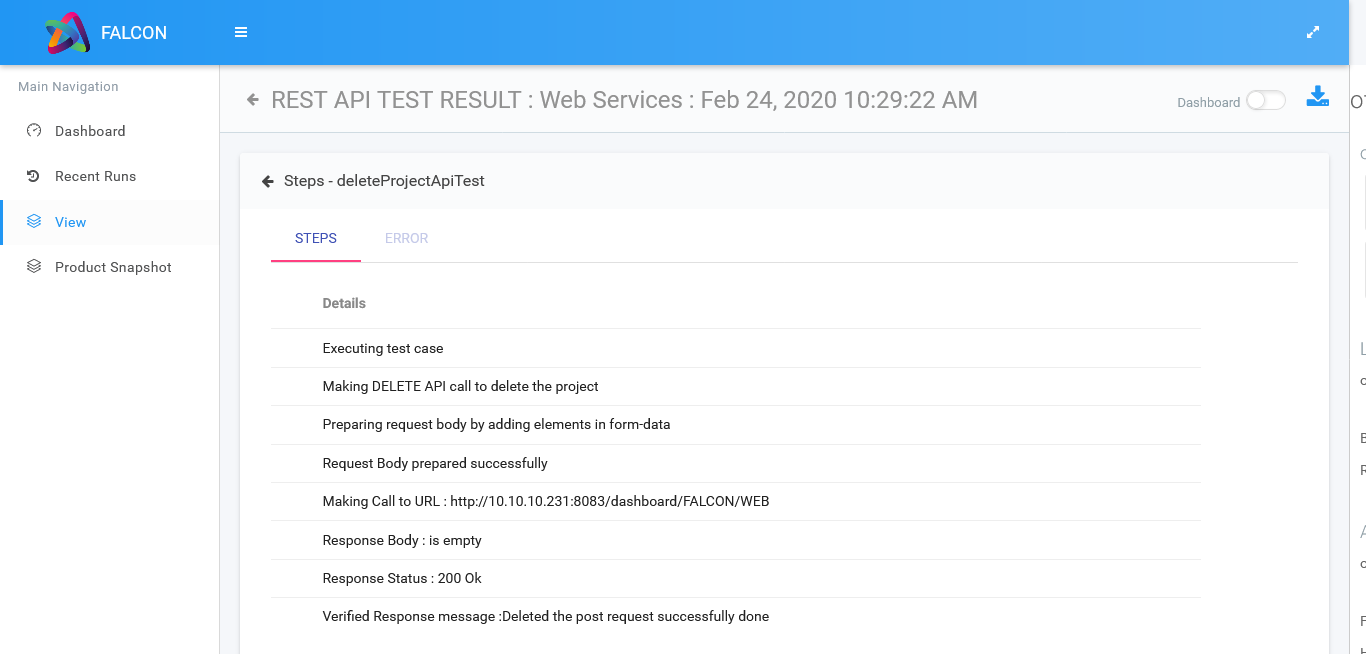 FALCON
Main Navigation
Dashboard
Recent Runs
View
Product Snapshot
REST API TEST RESULT : Web Services : Feb 24, 2020 10:29:22 AM
Dashboard
Steps - deleteProjectApiTest
STEPS
ERROR
Details
Executing test case
Making DELETE API call to delete the project
Preparing request body by adding elements in form-data
Request Body prepared successfully
Making Call to URL : http://10.10.10.231:8083/dashboard/FALCON/WEB
Response Body : is empty
Response Status : 200 Ok
Verified Response message :Deleted the post request successfully done